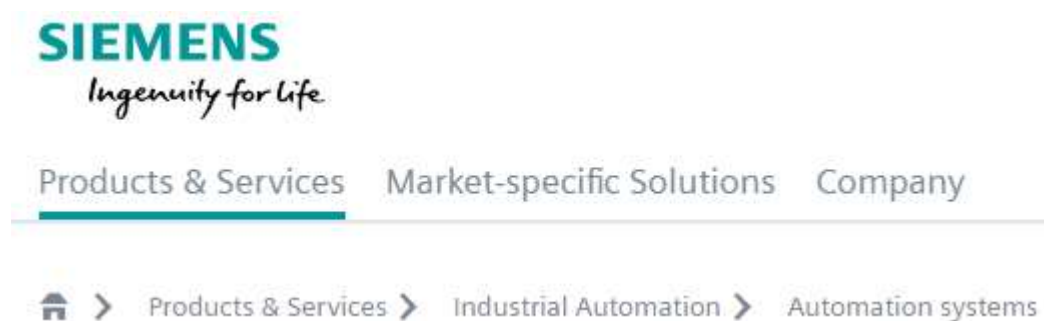 SIEMENS
Ingenuity for life
Products & Services Market-specific Solutions Company
Products & Services Industrial Automation Automation systems